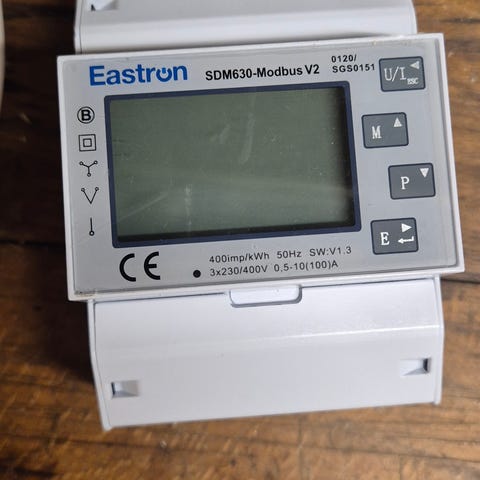 Eastron
SDM630-Modbus V2
0120/
SGS0151
U/I
ESC
B
M
P
E
400imp/kWh 50Hz SW:V1.3
3x230/400V 0,5-10(100)A
CE